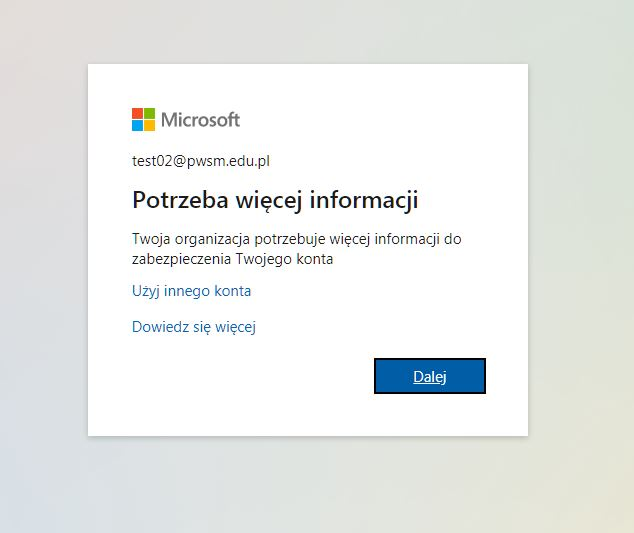 Microsoft
test02@pwsm.edu.pl
Potrzeba więcej informacji
Twoja organizacja potrzebuje więcej informacji do
zabezpieczenia Twojego konta
Użyj innego konta
Dowiedz się więcej
Dalej